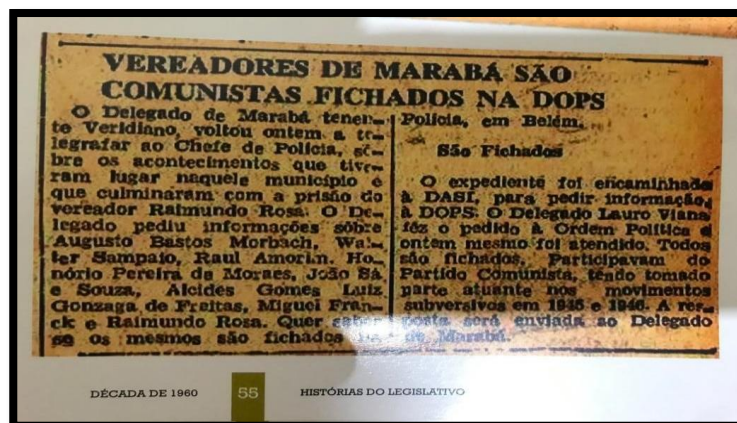 VEREADORES DE MARABÁ SÃO
COMUNISTAS FICHADOS NA DOPS
O Delegado de Marabá tenen-
te Veridiano, voltou ontem a te-
legrafar ao Chefe de Polícia, sô-
bre os acontecimentos que tive-
ram lugar naquele município e
que culminaram com a prisão do
vereador Raimundo Rosa. O De-
legado pediu informações sôbre
Augusto Bastos Morbach, Wal-
ter Sampaio, Raul Amorim, Ho-
nório Pereira de Moraes, João Sá
e Souza, Alcides Gomes Luiz
Gonzaga de Freitas, Miguel Fran-
ck e Raimundo Rosa. Quer saber
se os mesmos são fichados
Polícia, em Belém.
São Fichados
O expediente foi encaminhado
à DASI, para pedir informação,
à DOPS. O Delegado Lauro Viana
fêz o pedido à Ordem Política e
ontem mesmo foi atendido. Todos
são fichados, Participavam do
Partido Comunista, tendo tomado
parte atuante nos movimentos
subversivos em 1945 e 1946. A res-
posta será enviada ao Delegado
de Marabá.
DÉCADA DE 1960 55 HISTÓRIAS DO LEGISLATIVO